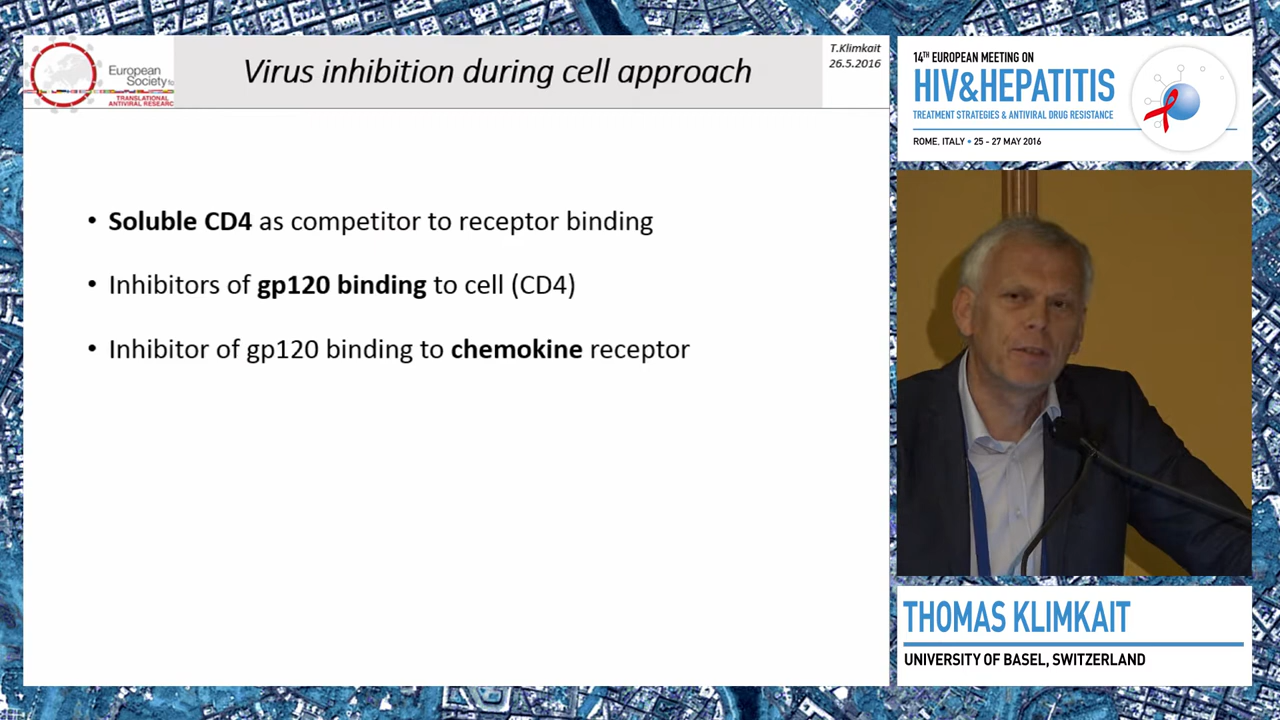 European
Society fo
TRANSLATIONAL
ANTIVIRAL RESEARC
Virus inhibition during cell approach
T.Klimkait
26.5.2016
• Soluble CD4 as competitor to receptor binding
• Inhibitors of gp120 binding to cell (CD4)
• Inhibitor of gp120 binding to chemokine receptor
14TH EUROPEAN MEETING ON
HIV&HEPATITIS
TREATMENT STRATEGIES & ANTIVIRAL DRUG RESISTANCE
ROME, ITALY • 25 - 27 MAY 2016
THOMAS KLIMKAIT
UNIVERSITY OF BASEL, SWITZERLAND